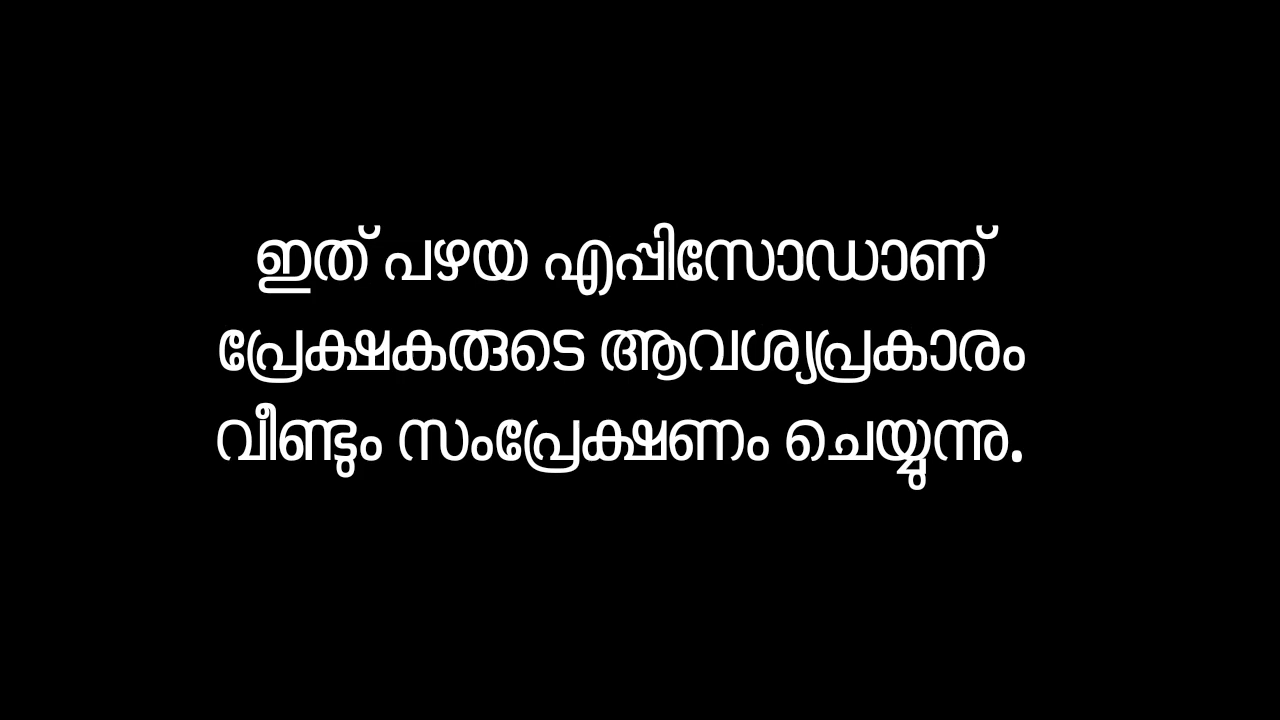 ഇത് പഴയ എപ്പിസോഡാണ്
പ്രേക്ഷകരുടെ ആവശ്യപ്രകാരം
വീണ്ടും സംപ്രേക്ഷണം ചെയ്യുന്നു.